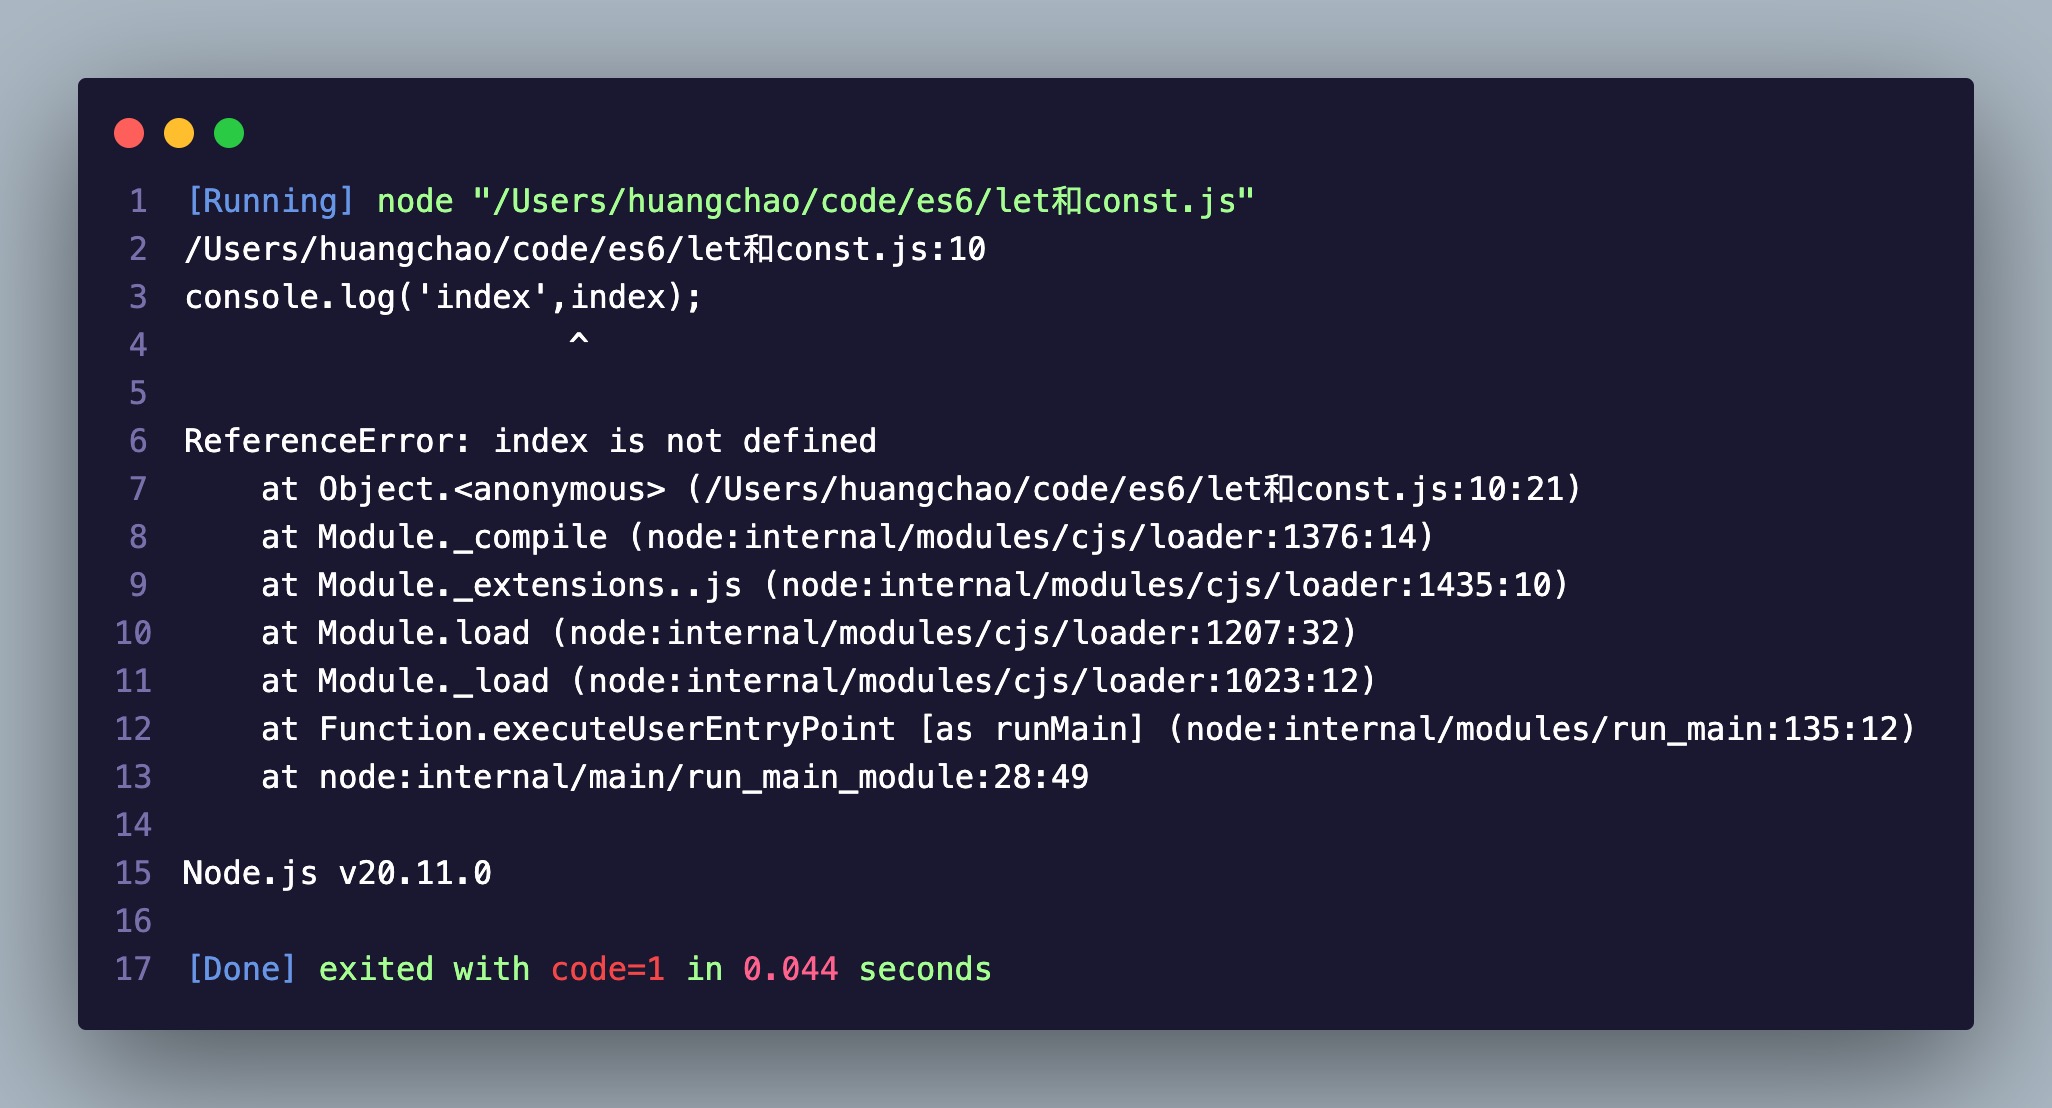 1 [Running] node "/Users/huangchao/code/es6/let和const.js"
2 /Users/huangchao/code/es6/let和const.js:10
3 console.log('index',index);
4                     ^
5
6 ReferenceError: index is not defined
7     at Object.<anonymous> (/Users/huangchao/code/es6/let和const.js:10:21)
8     at Module._compile (node:internal/modules/cjs/loader:1376:14)
9     at Module._extensions..js (node:internal/modules/cjs/loader:1435:10)
10     at Module.load (node:internal/modules/cjs/loader:1207:32)
11     at Module._load (node:internal/modules/cjs/loader:1023:12)
12     at Function.executeUserEntryPoint [as runMain] (node:internal/modules/run_main:135:12)
13     at node:internal/main/run_main_module:28:49
14
15 Node.js v20.11.0
16
17 [Done] exited with code=1 in 0.044 seconds